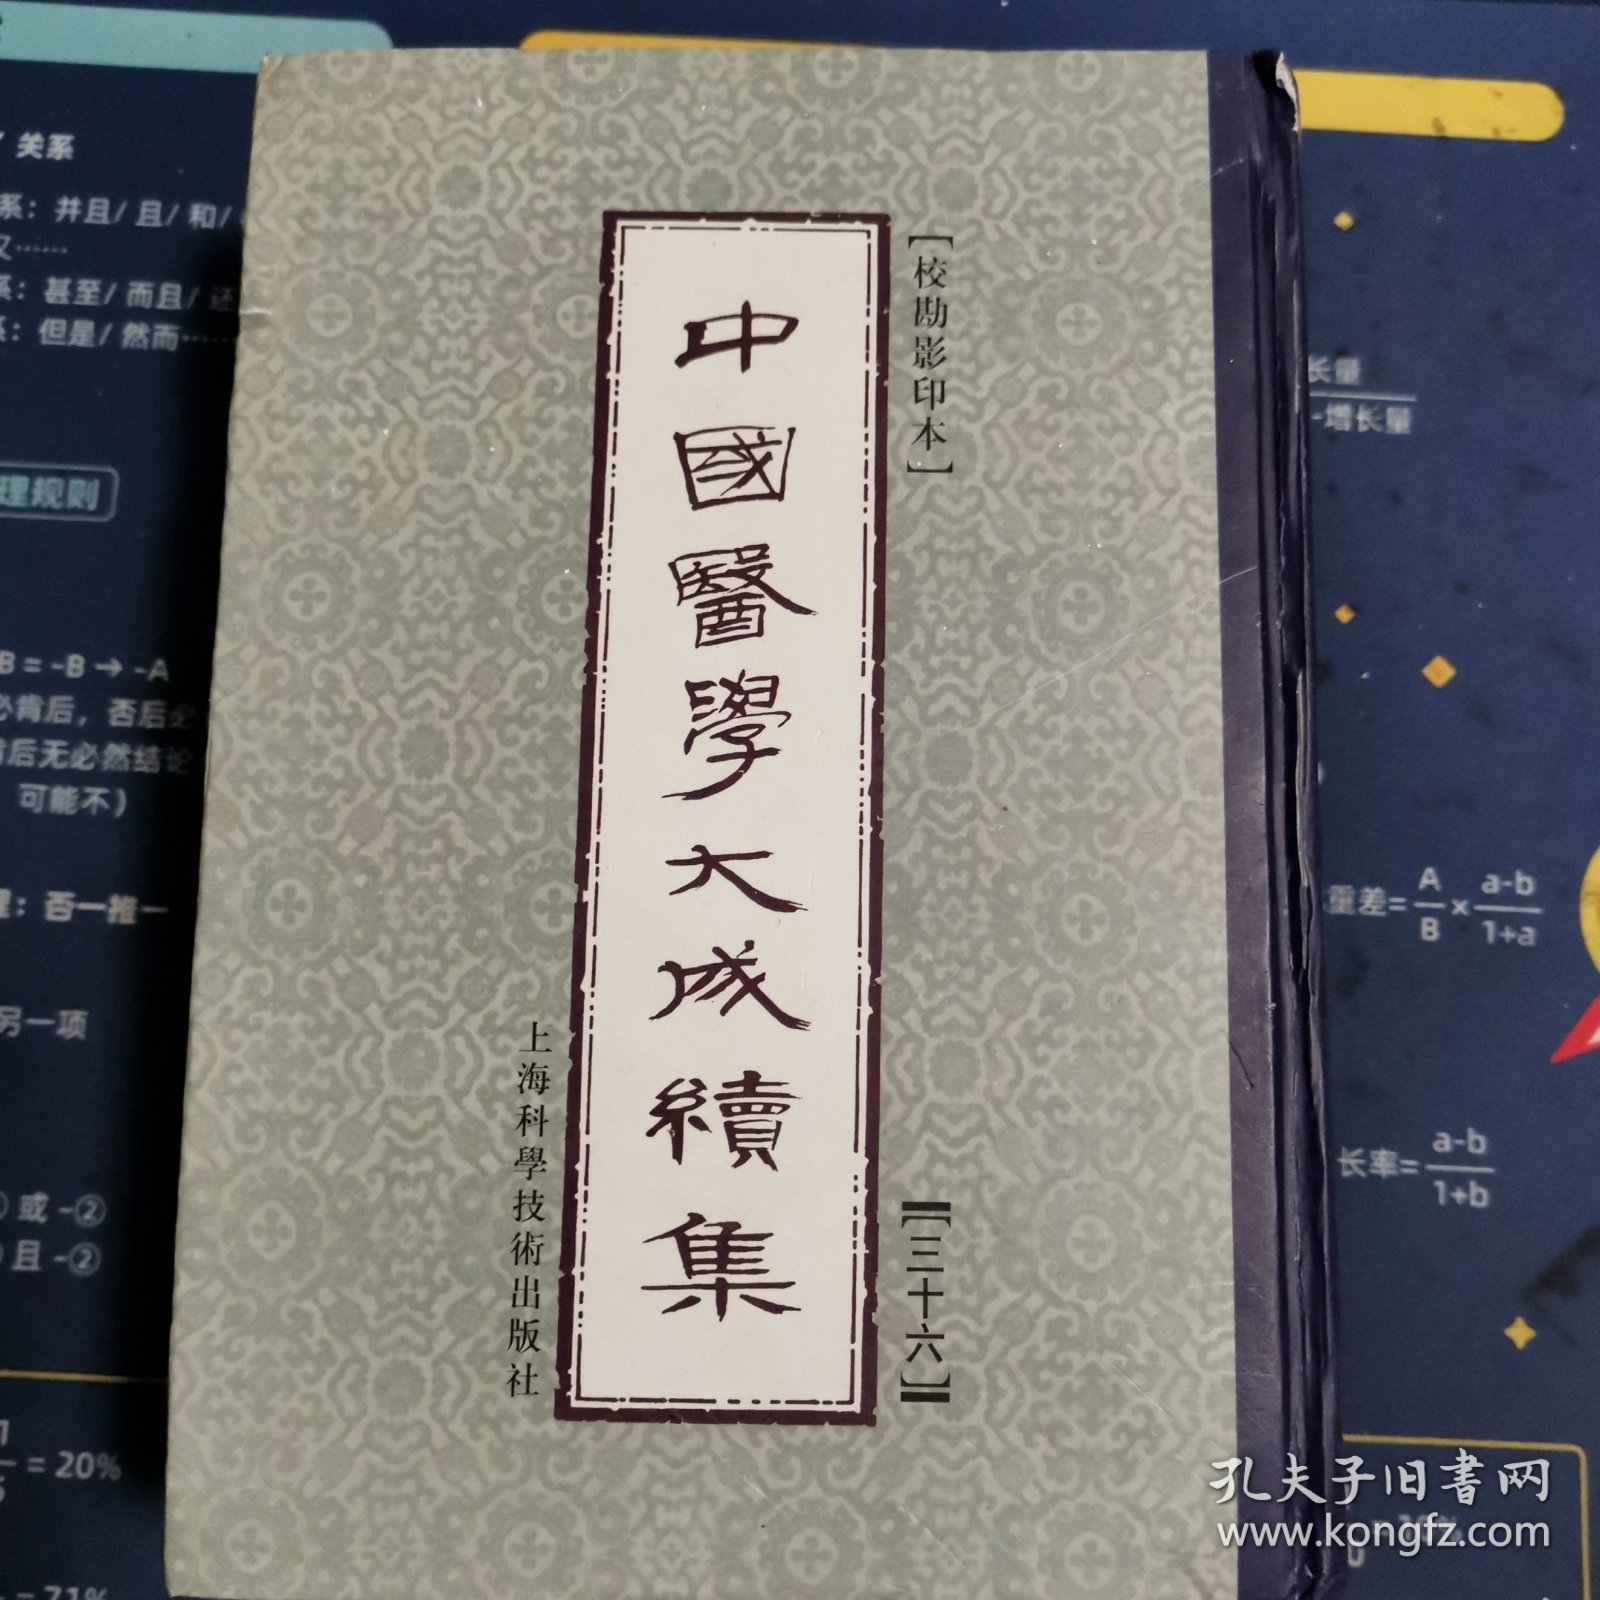 【校勘影印本】
中國醫學大成續集
【三十六】
上海科學技術出版社
关系
系：并且/ 且/ 和/
又……
系：甚至/ 而且/ 还
系：但是/ 然而……
理规则
B = -B → -A
必肯后，否后必
后无必然结论
可能不）
否一推一
另一项
或 -②
且 -②
= 20%
= 71%
长量
-增长量
重差= A/B × a-b/1+a
长率= a-b/1+b
孔夫子旧书网
www.kongfz.com